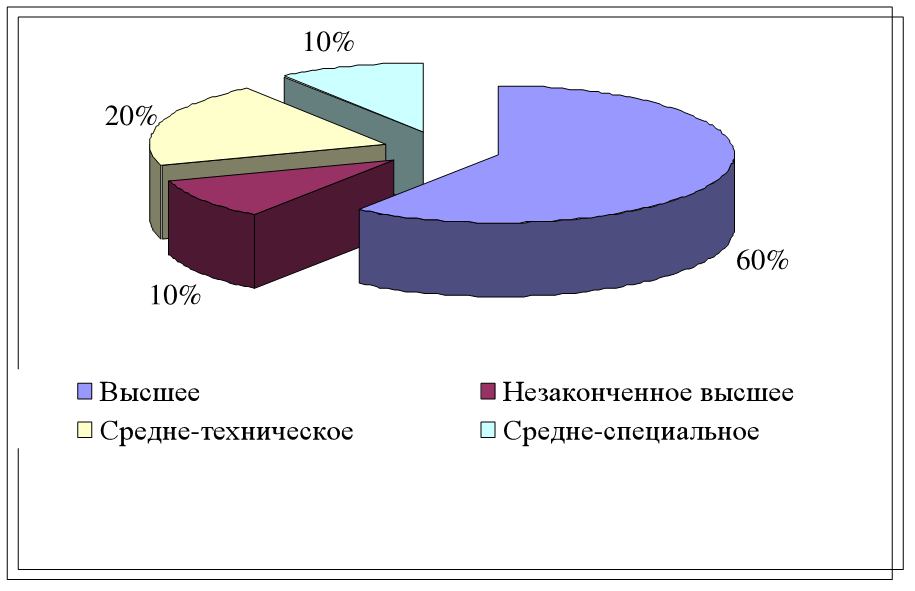 10%
20%
60%
10%
Высшее
Незаконченное высшее
Средне-техническое
Средне-специальное